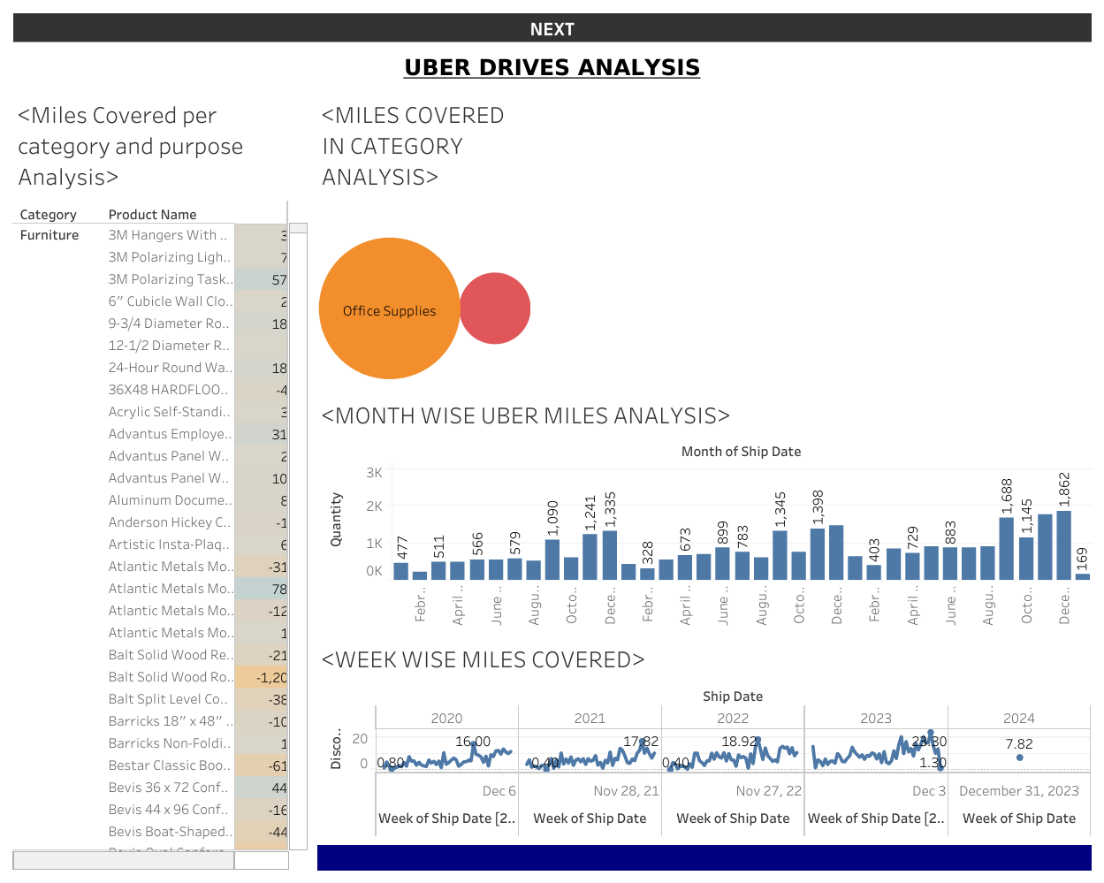 NEXT
UBER DRIVES ANALYSIS
<Miles Covered per
category and purpose
Analysis>
Category Product Name
Furniture 3M Hangers With .. 3
3M Polarizing Ligh.. 7
3M Polarizing Task.. 57
6" Cubicle Wall Clo.. 2
9-3/4 Diameter Ro.. 18
12-1/2 Diameter R..
24-Hour Round Wa.. 18
36X48 HARDFLOO.. -4
Acrylic Self-Standi.. 3
Advantus Employe.. 31
Advantus Panel W.. 2
Advantus Panel W.. 10
Aluminum Docume.. 8
Anderson Hickey C.. -1
Artistic Insta-Plaq.. 6
Atlantic Metals Mo.. -31
Atlantic Metals Mo.. 78
Atlantic Metals Mo.. -12
Atlantic Metals Mo.. 1
Balt Solid Wood Re.. -21
Balt Solid Wood Ro.. -1,20
Balt Split Level Co.. -38
Barricks 18" x 48" .. -10
Barricks Non-Foldi.. 1
Bestar Classic Boo.. -61
Bevis 36 x 72 Conf.. 44
Bevis 44 x 96 Conf.. -16
Bevis Boat-Shaped.. -44
<MILES COVERED
IN CATEGORY
ANALYSIS>
Office Supplies
<MONTH WISE UBER MILES ANALYSIS>
Month of Ship Date
Quantity
3K
2K
1K
0K
477 511 566 579 1,090 1,241 1,335 328 673 899 783 1,345 1,398 403 729 883 1,688 1,145 1,862 169
Febr.. April .. June .. Augu.. Octo.. Dece.. Febr.. April .. June .. Augu.. Octo.. Dece.. Febr.. April .. June .. Augu.. Octo.. Dece.. Febr.. April .. June .. Augu.. Octo.. Dece..
<WEEK WISE MILES COVERED>
Ship Date
2020 2021 2022 2023 2024
Disco..
20
0
0.80 16.00 0.40 17.82 0.40 18.92 23.30 1.30 7.82
Dec 6 Nov 28, 21 Nov 27, 22 Dec 3 December 31, 2023
Week of Ship Date [2.. Week of Ship Date Week of Ship Date Week of Ship Date [2.. Week of Ship Date